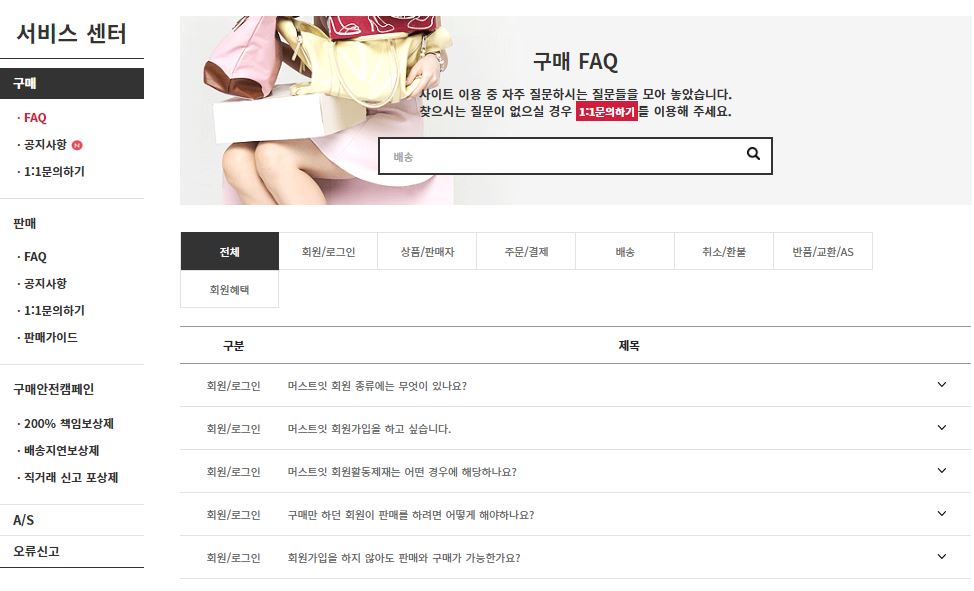 서비스 센터
구매
· FAQ
· 공지사항 N
· 1:1문의하기
판매
· FAQ
· 공지사항
· 1:1문의하기
· 판매가이드
구매안전캠페인
· 200% 책임보상제
· 배송지연보상제
· 직거래 신고 포상제
A/S
오류신고
구매 FAQ
사이트 이용 중 자주 질문하시는 질문들을 모아 놓았습니다.
찾으시는 질문이 없으실 경우 1:1문의하기를 이용해 주세요.
배송
전체 회원/로그인 상품/판매자 주문/결제 배송 취소/환불 반품/교환/AS
회원혜택
구분 제목
회원/로그인 머스트잇 회원 종류에는 무엇이 있나요?
회원/로그인 머스트잇 회원가입을 하고 싶습니다.
회원/로그인 머스트잇 회원활동제재는 어떤 경우에 해당하나요?
회원/로그인 구매만 하던 회원이 판매를 하려면 어떻게 해야하나요?
회원/로그인 회원가입을 하지 않아도 판매와 구매가 가능한가요?